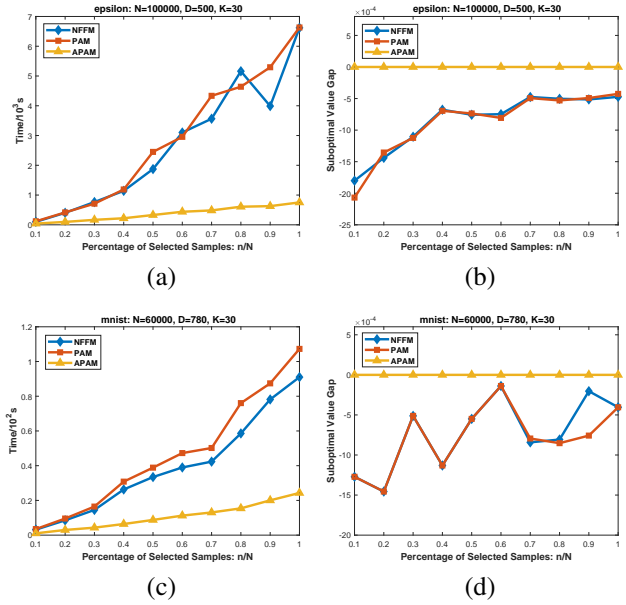 epsilon: N=100000, D=500, K=30
7
6
5
4
3
2
1
0
Time/10³s
NFFM
PAM
APAM
0.1 0.2 0.3 0.4 0.5 0.6 0.7 0.8 0.9 1
Percentage of Selected Samples: n/N
(a)
epsilon: N=100000, D=500, K=30
×10⁻⁴
5
0
-5
-10
-15
-20
-25
Suboptimal Value Gap
NFFM
PAM
APAM
0.1 0.2 0.3 0.4 0.5 0.6 0.7 0.8 0.9 1
Percentage of Selected Samples: n/N
(b)
mnist: N=60000, D=780, K=30
1.2
1
0.8
0.6
0.4
0.2
0
Time/10²s
NFFM
PAM
APAM
0.1 0.2 0.3 0.4 0.5 0.6 0.7 0.8 0.9 1
Percentage of Selected Samples: n/N
(c)
mnist: N=60000, D=780, K=30
×10⁻⁴
5
0
-5
-10
-15
-20
Suboptimal Value Gap
NFFM
PAM
APAM
0.1 0.2 0.3 0.4 0.5 0.6 0.7 0.8 0.9 1
Percentage of Selected Samples: n/N
(d)